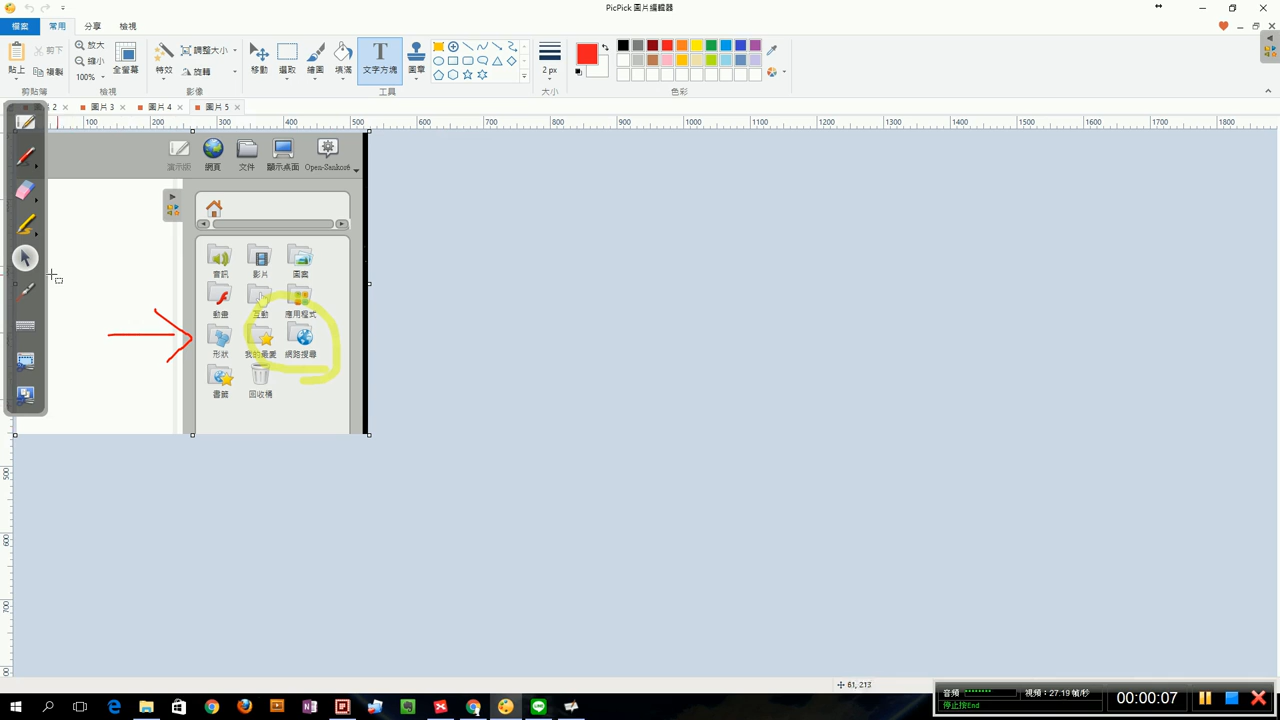 PicPick 圖片編輯器
檔案 常用 分享 檢視
貼上 剪下 複製 放大 縮小 100% 全螢幕 特效 調整大小 旋轉 移動 選取 繪圖 填滿 文字方塊 圖章 2 px
剪貼簿 檢視 影像 工具 大小 色彩
2 圖片 3 圖片 4 圖片 5
100 200 300 400 500 600 700 800 900 1000 1100 1200 1300 1400 1500 1600 1700 1800
演示版 網頁 文件 顯示桌面 Open-Sankoré
音訊 影片 圖案
動畫 互動 應用程式
形狀 我的最愛 網路搜尋
書籤 回收桶
500
600
700
61, 213
音頻 視頻：27.19 幀/秒
停止按End
00:00:07